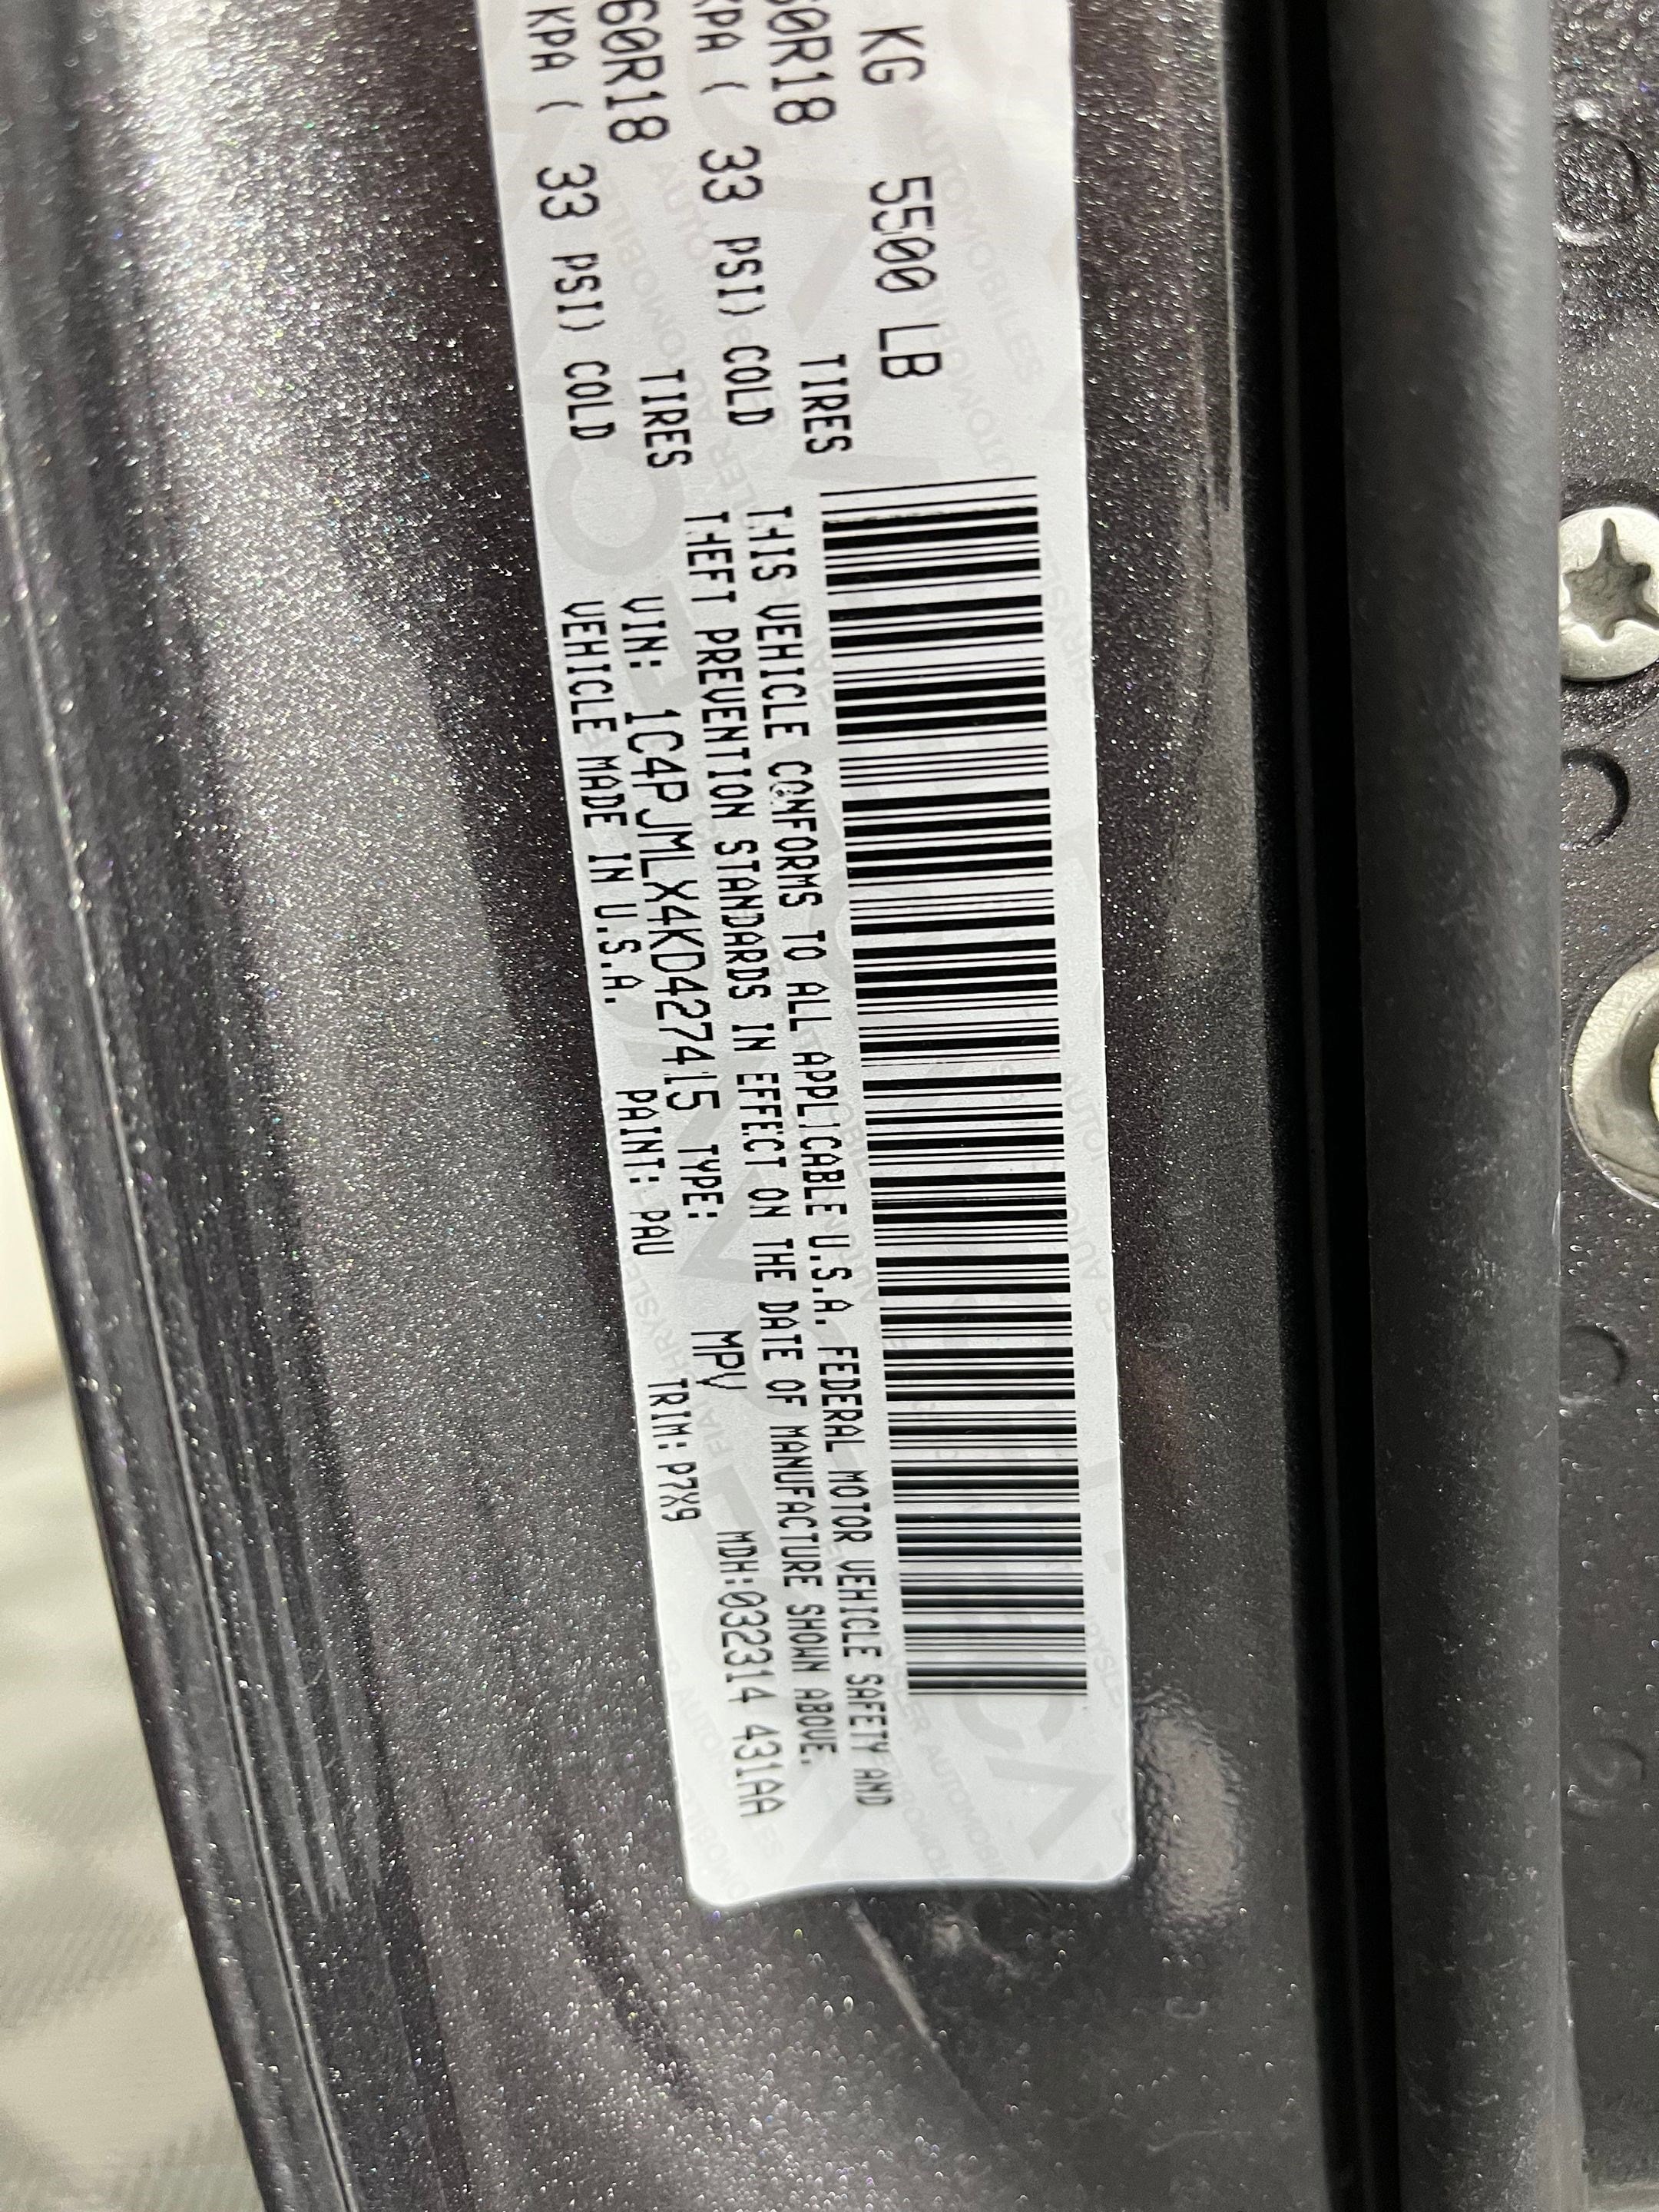 KG 5500 LB
60R18 TIRES
KPA ( 33 PSI) COLD
60R18 TIRES
KPA ( 33 PSI) COLD
THIS VEHICLE CONFORMS TO ALL APPLICABLE U.S.A. FEDERAL MOTOR VEHICLE SAFETY AND
THEFT PREVENTION STANDARDS IN EFFECT ON THE DATE OF MANUFACTURE SHOWN ABOVE.
VIN: 1C4PJMLX4KD427415 TYPE: MPV MDH:032314 431AA
VEHICLE MADE IN U.S.A. PAINT: PAU TRIM: P7X9